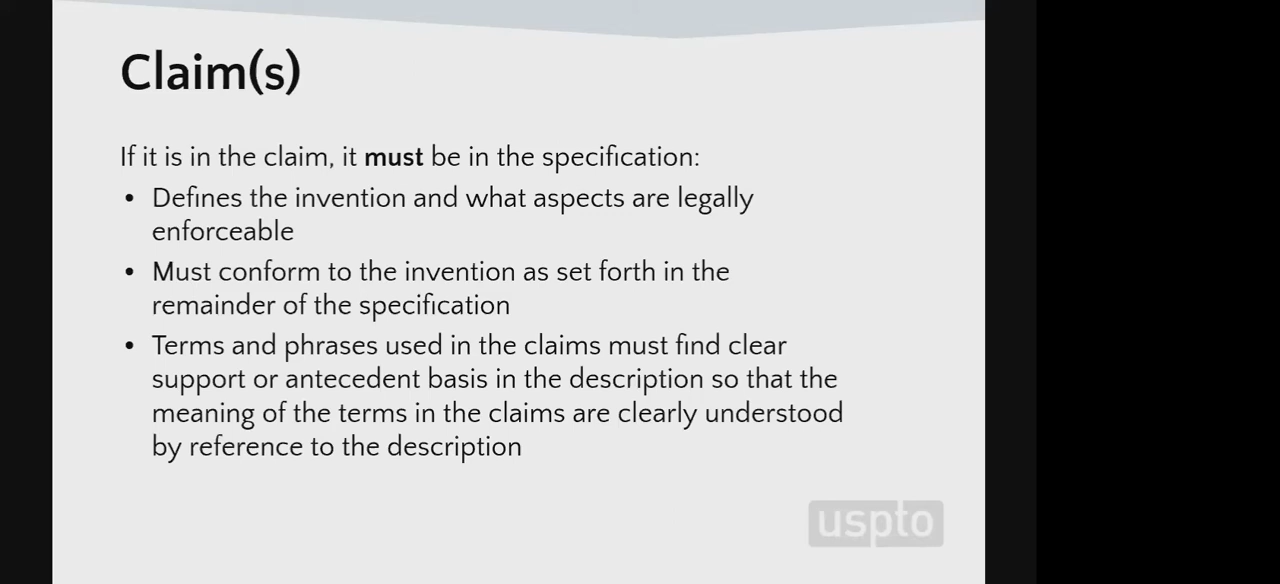 Claim(s)
If it is in the claim, it must be in the specification:
• Defines the invention and what aspects are legally
enforceable
• Must conform to the invention as set forth in the
remainder of the specification
• Terms and phrases used in the claims must find clear
support or antecedent basis in the description so that the
meaning of the terms in the claims are clearly understood
by reference to the description
uspto